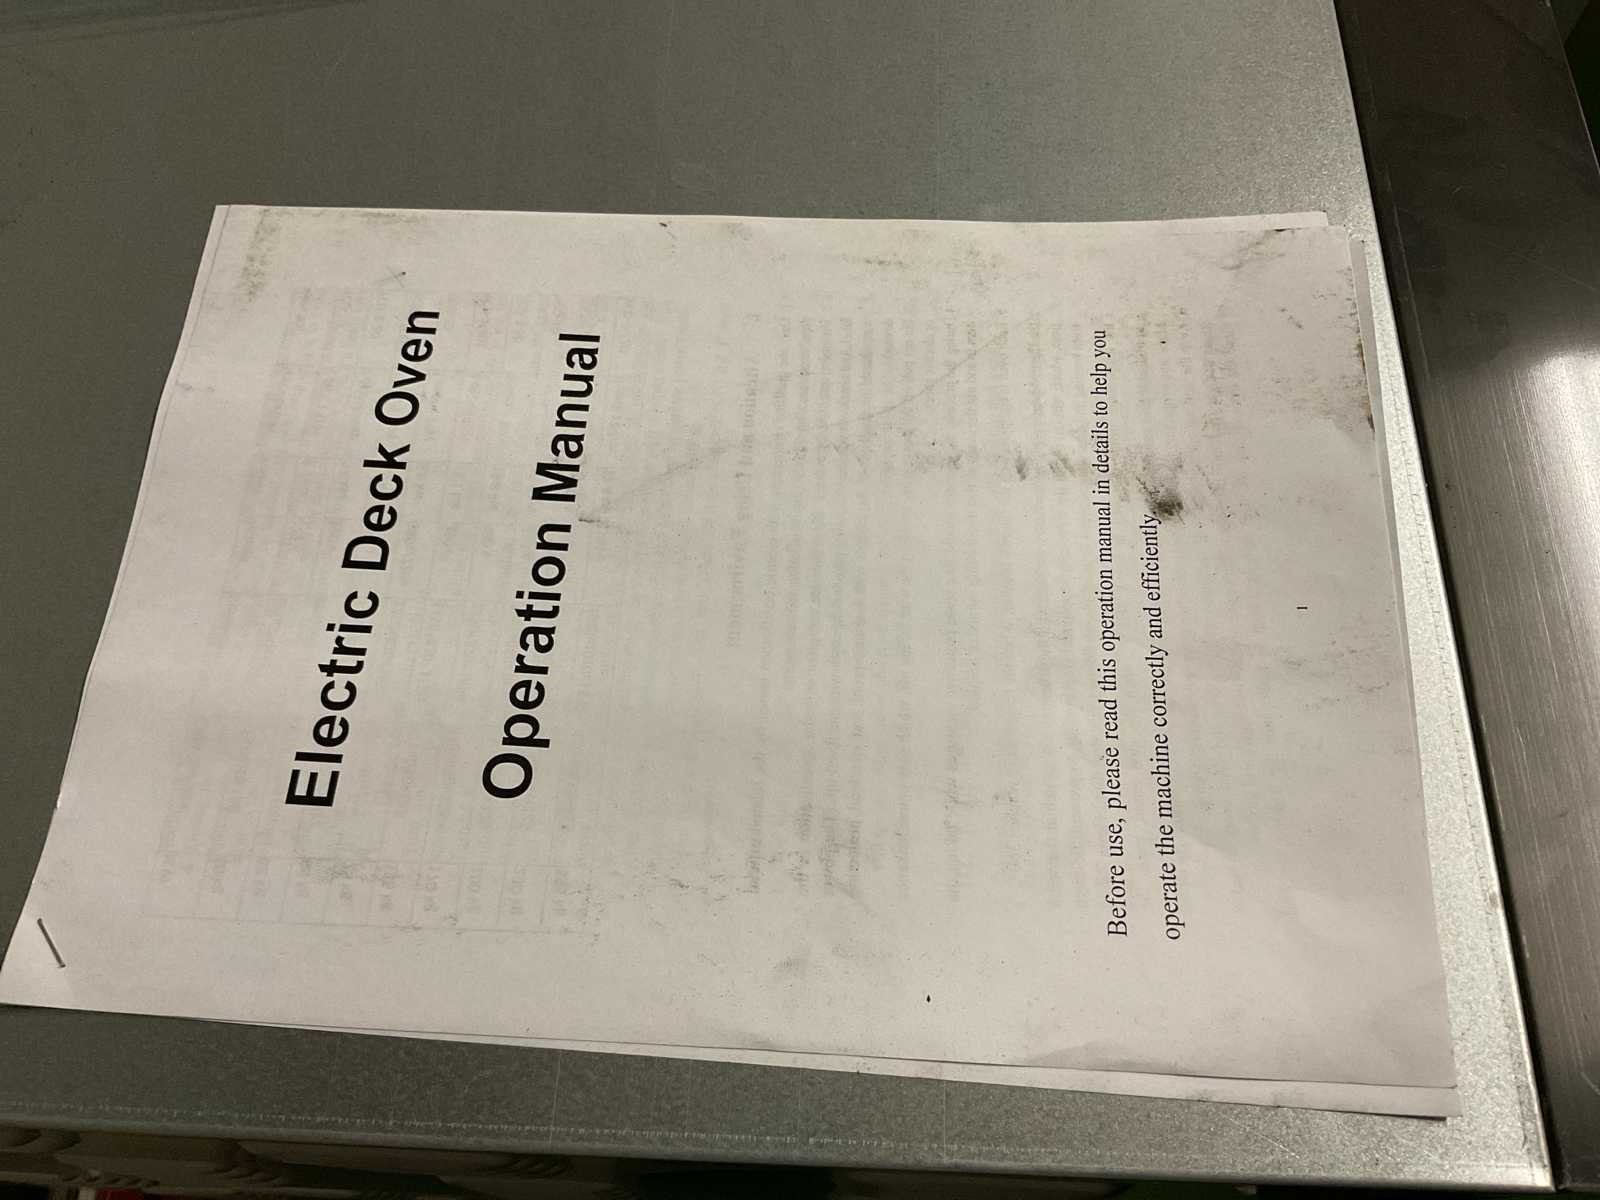 Electric Deck Oven
Operation Manual
Before use, please read this operation manual in details to help you
operate the machine correctly and efficiently.
1